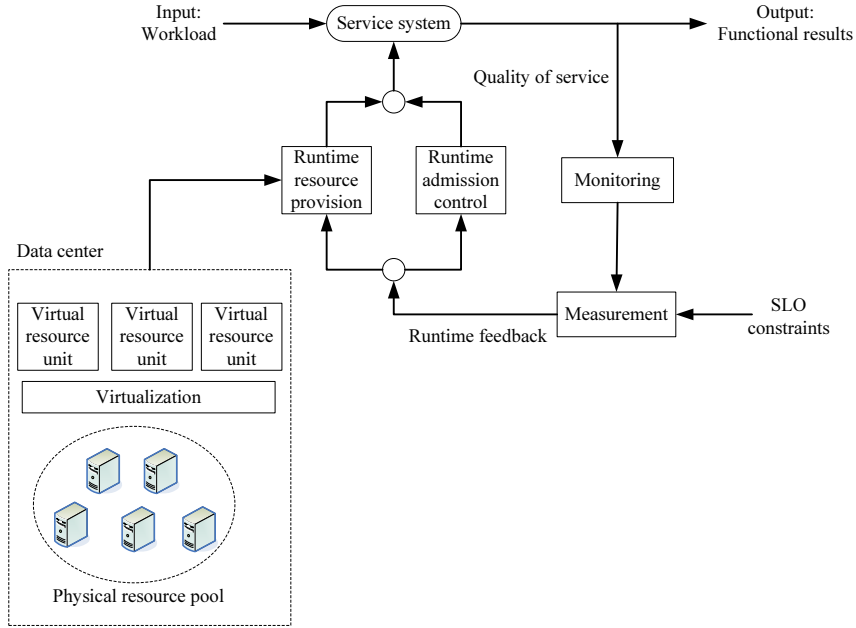 Input:
Workload
Service system
Output:
Functional results
Quality of service
Runtime
resource
provision
Runtime
admission
control
Monitoring
Data center
Virtual
resource
unit
Virtual
resource
unit
Virtual
resource
unit
Runtime feedback
Measurement
SLO
constraints
Virtualization
Physical resource pool